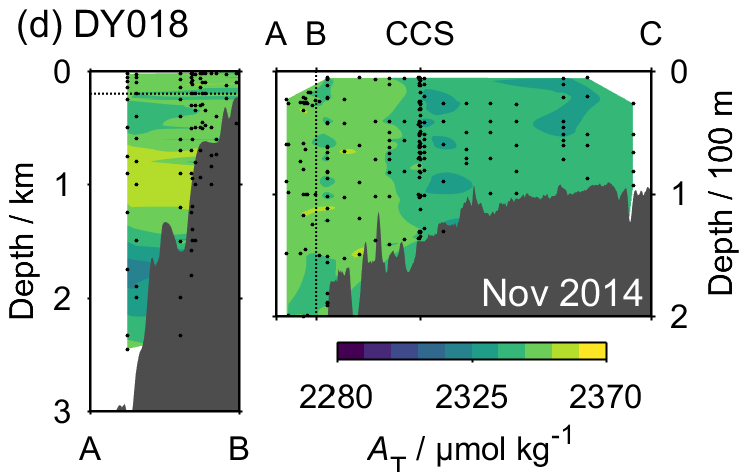 (d) DY018
A B CCS C
0
1
2
3
Depth / km
A B
0
1
2
Depth / 100 m
Nov 2014
2280 2325 2370
A_T / µmol kg⁻¹